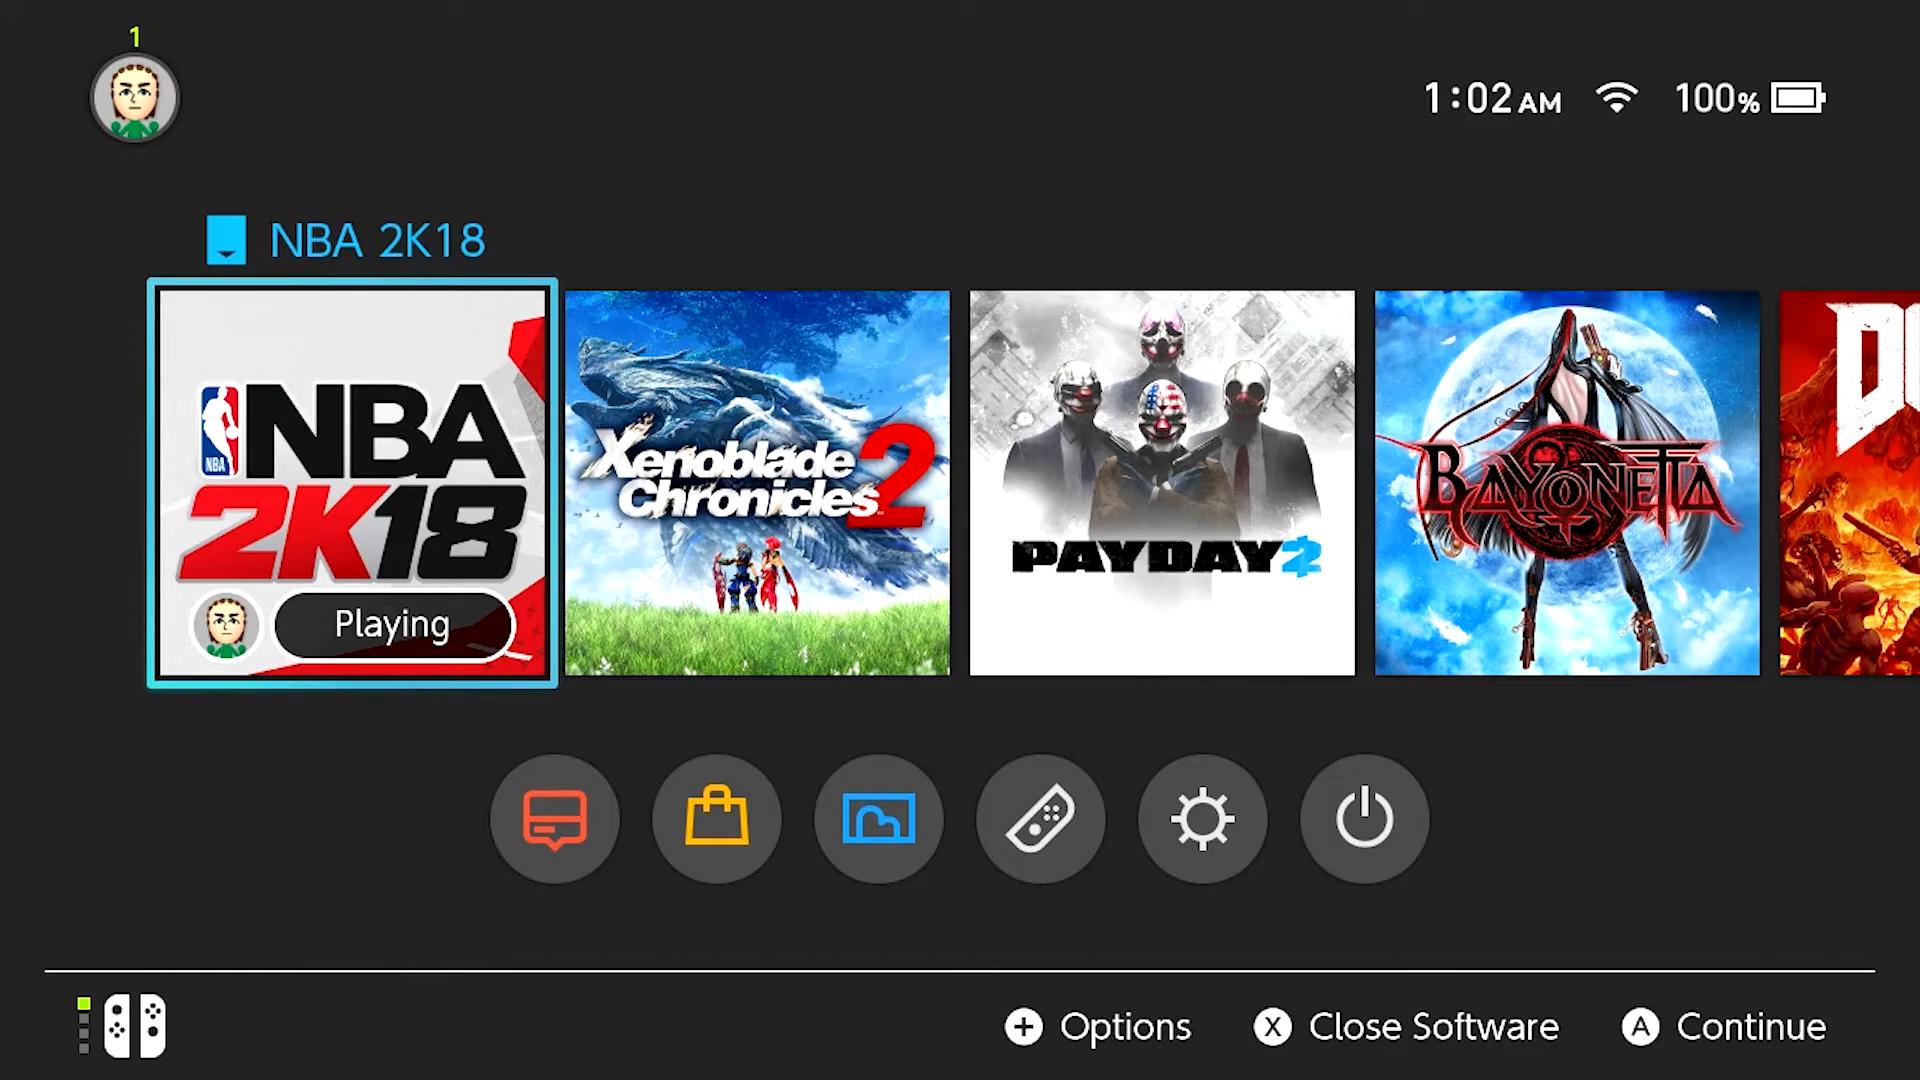 1
1:02 AM
100%
NBA 2K18
NBA
NBA
2K18
Playing
Xenoblade
Chronicles 2
PAYDAY 2
BAYONETTA
+ Options
X Close Software
A Continue